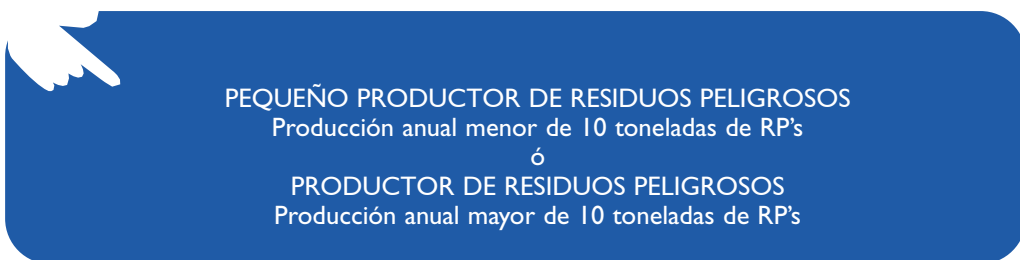 PEQUEÑO PRODUCTOR DE RESIDUOS PELIGROSOS
Producción anual menor de 10 toneladas de RP’s
ó
PRODUCTOR DE RESIDUOS PELIGROSOS
Producción anual mayor de 10 toneladas de RP’s